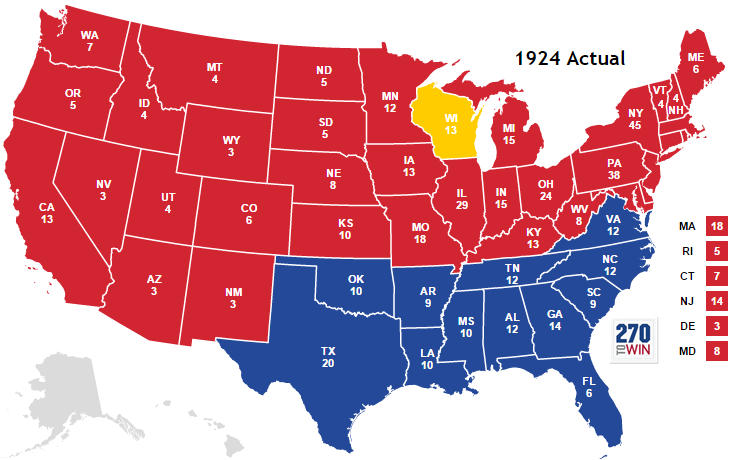 1924 Actual
WA
7
OR
5
CA
13
NV
3
ID
4
MT
4
WY
3
UT
4
CO
6
AZ
3
NM
3
ND
5
SD
5
NE
8
KS
10
OK
10
TX
20
MN
12
IA
13
MO
18
AR
9
LA
10
WI
13
IL
29
MI
15
IN
15
OH
24
KY
13
TN
12
MS
10
AL
12
GA
14
FL
6
SC
9
NC
12
VA
12
WV
8
PA
38
NY
45
VT
4
4
NH
ME
6
MA 18
RI 5
CT 7
NJ 14
DE 3
MD 8
270
TO WIN